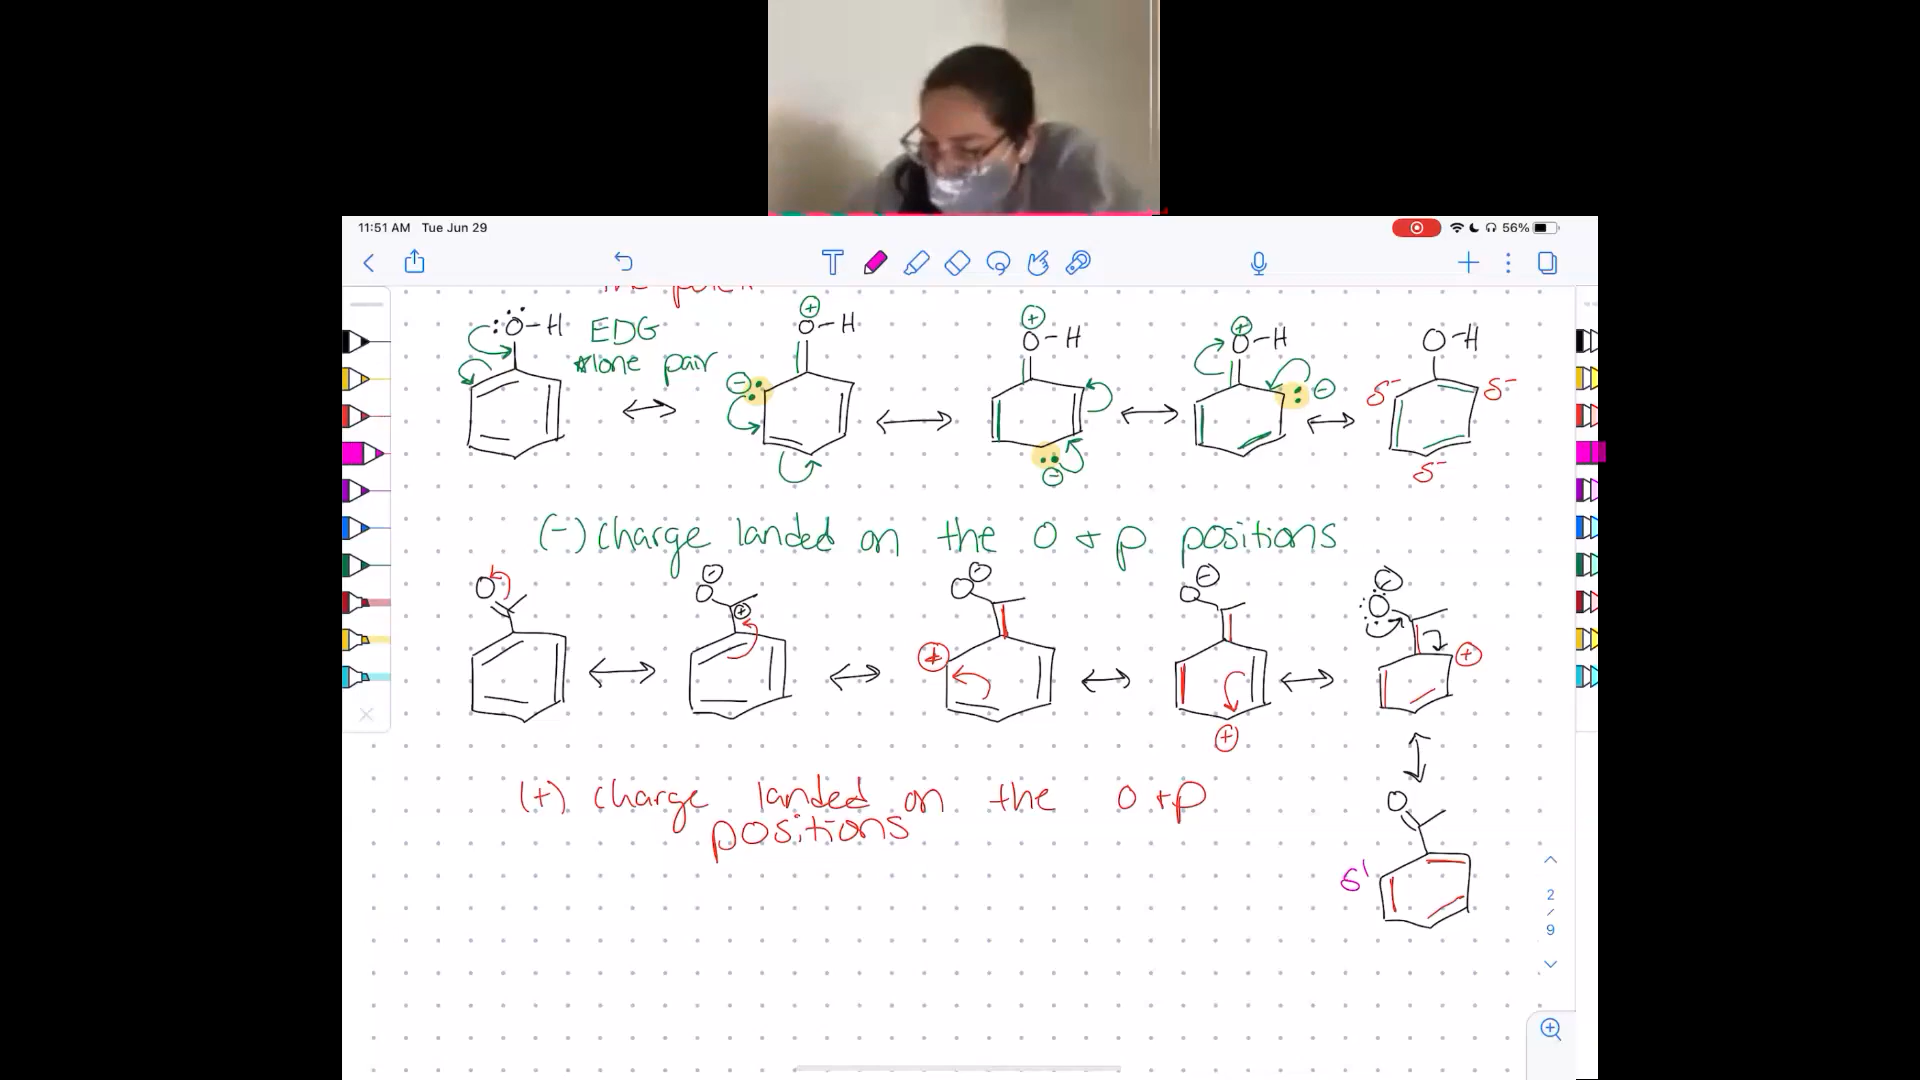 11:51 AM Tue Jun 29
56%
T
:Ö-H EDG
*lone pair
⊕
O-H
⊖
⊕
O-H
⊖
⊕
O-H
⊖
O-H
δ- δ-
δ-
(-) charge landed on the O + p positions
O
⊖
O
⊕
⊖
O
⊕
⊖
O
⊕
⊖
O
⊕
(+) charge landed on the O + p
positions
O
2
/
9